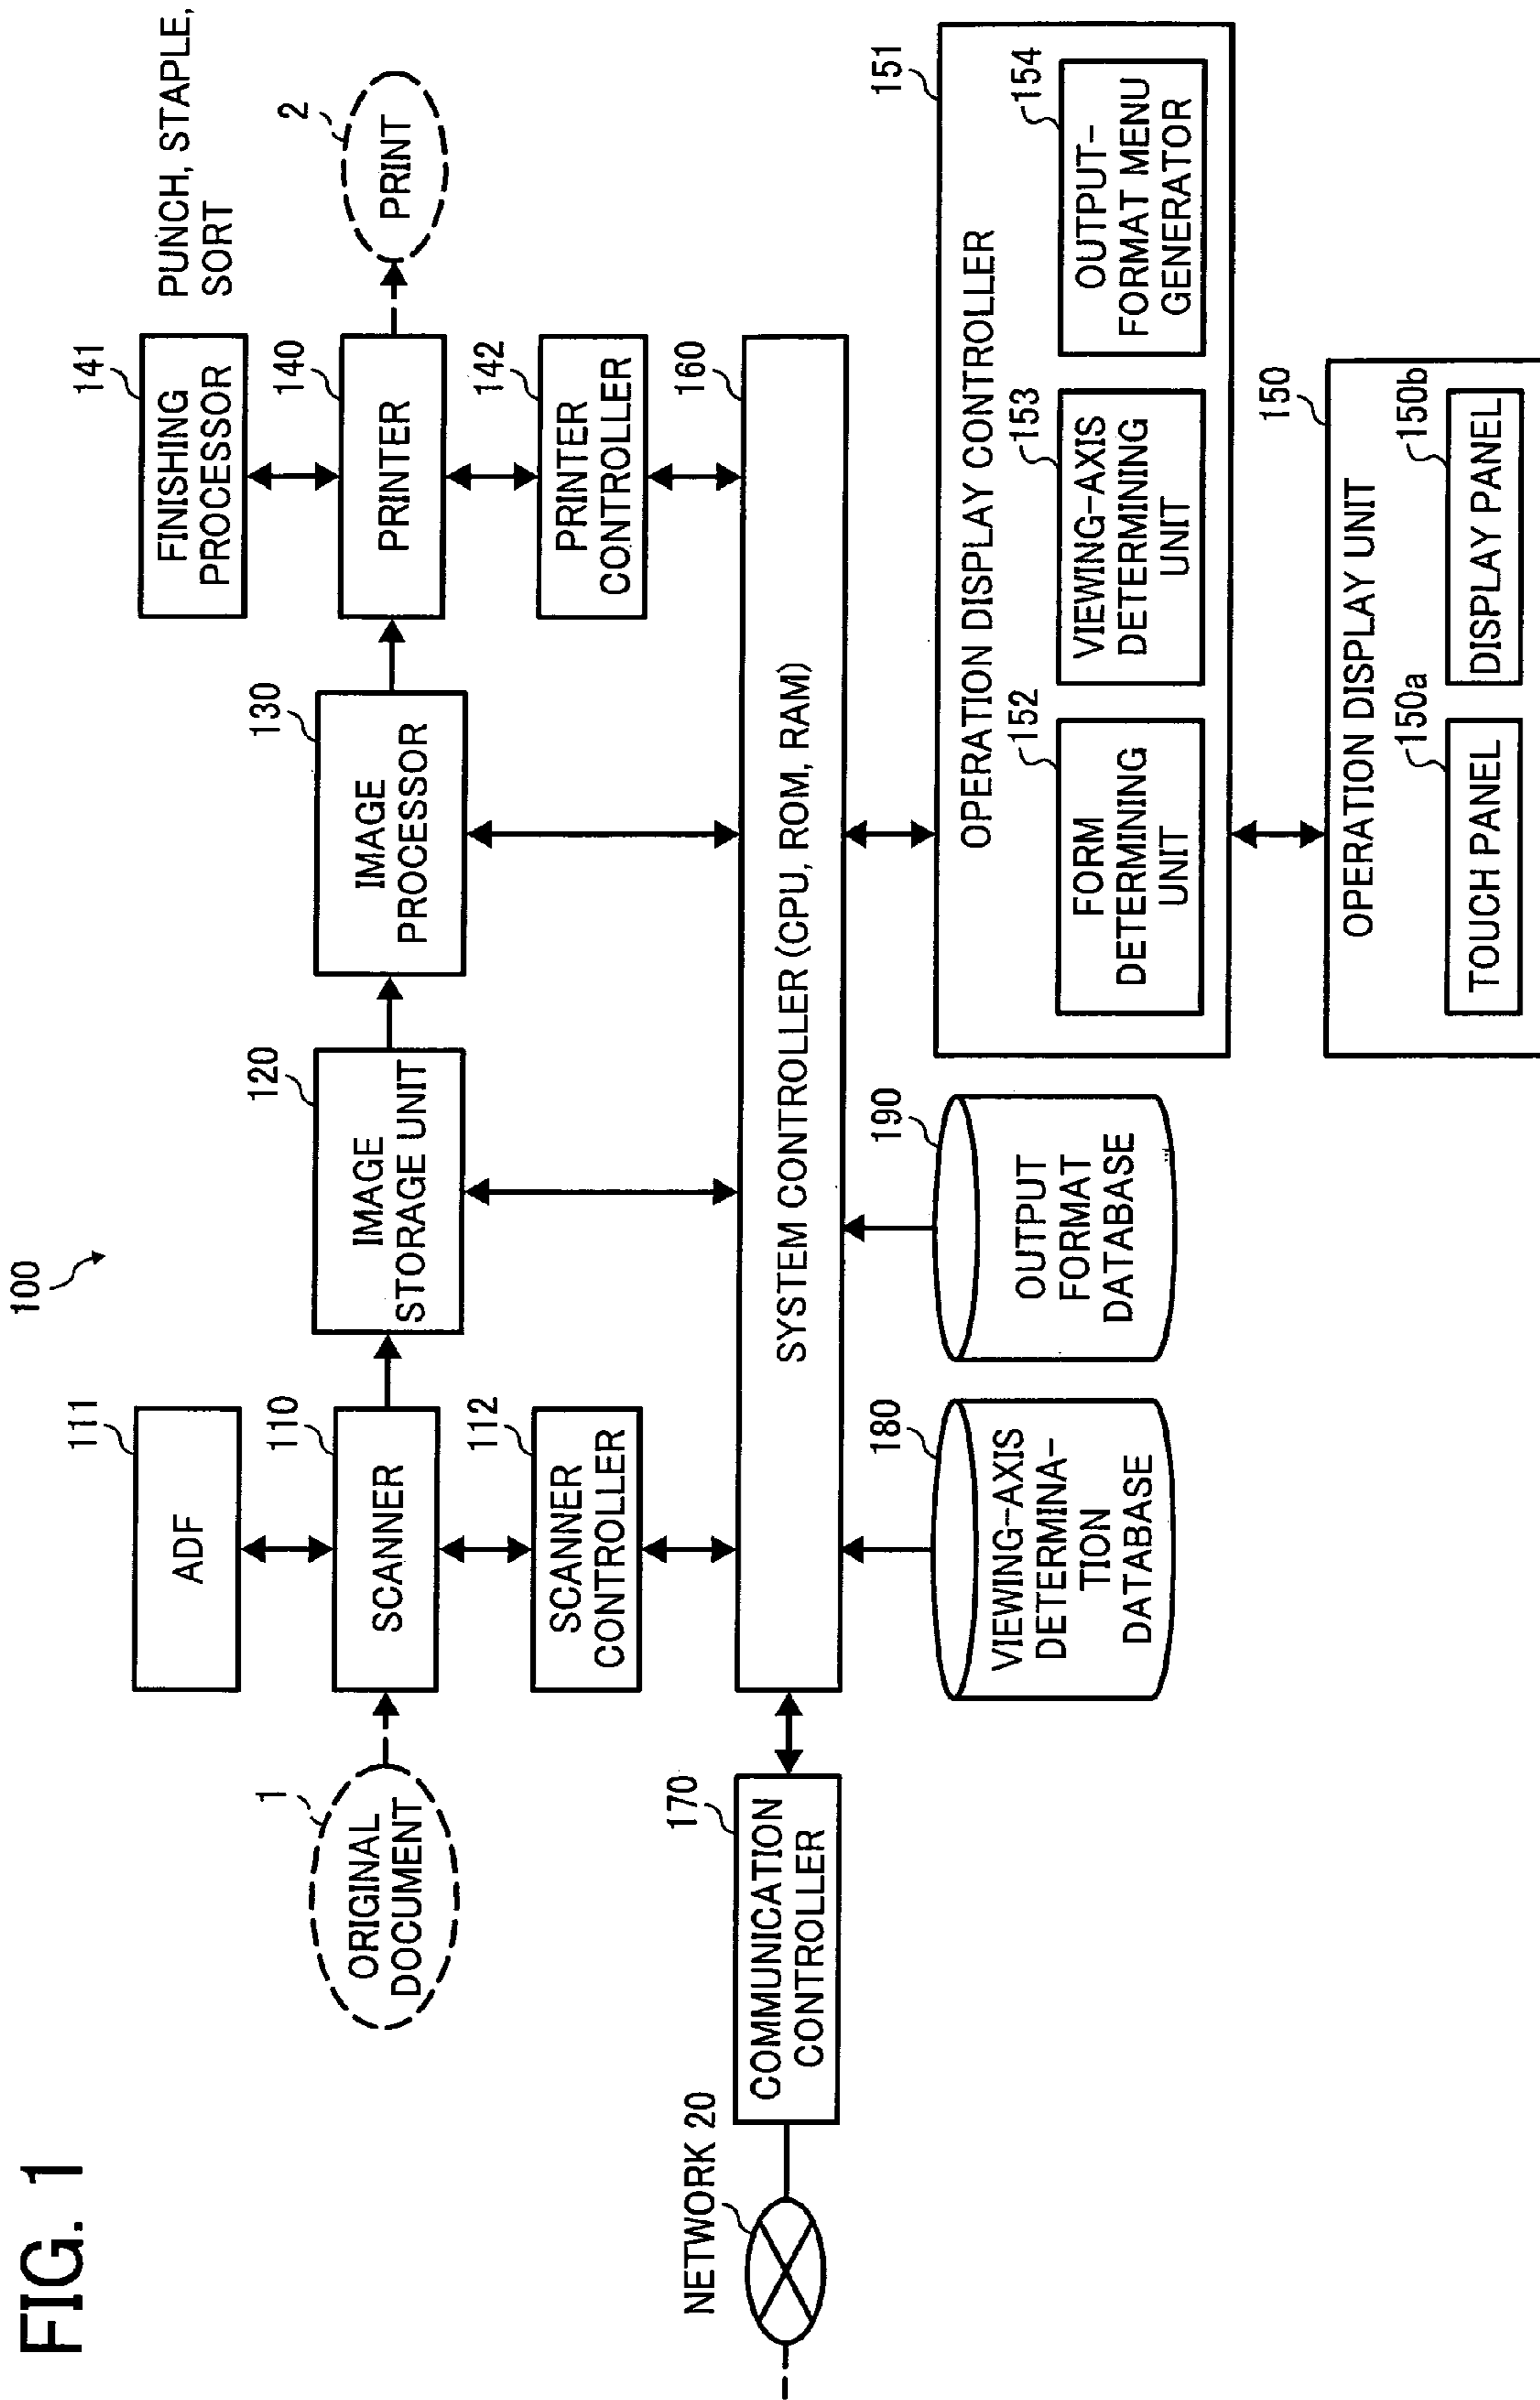 FIG. 1
100
111
ADF
141
FINISHING
PROCESSOR
PUNCH, STAPLE,
SORT
1
ORIGINAL
DOCUMENT
110
SCANNER
120
IMAGE
STORAGE UNIT
130
IMAGE
PROCESSOR
140
PRINTER
2
PRINT
112
SCANNER
CONTROLLER
142
PRINTER
CONTROLLER
NETWORK 20
170
COMMUNICATION
CONTROLLER
160
SYSTEM CONTROLLER (CPU, ROM, RAM)
180
VIEWING-AXIS
DETERMINA-
TION
DATABASE
190
OUTPUT
FORMAT
DATABASE
151
OPERATION DISPLAY CONTROLLER
152
FORM
DETERMINING
UNIT
153
VIEWING-AXIS
DETERMINING
UNIT
154
OUTPUT-
FORMAT MENU
GENERATOR
150
OPERATION DISPLAY UNIT
150a
TOUCH PANEL
150b
DISPLAY PANEL